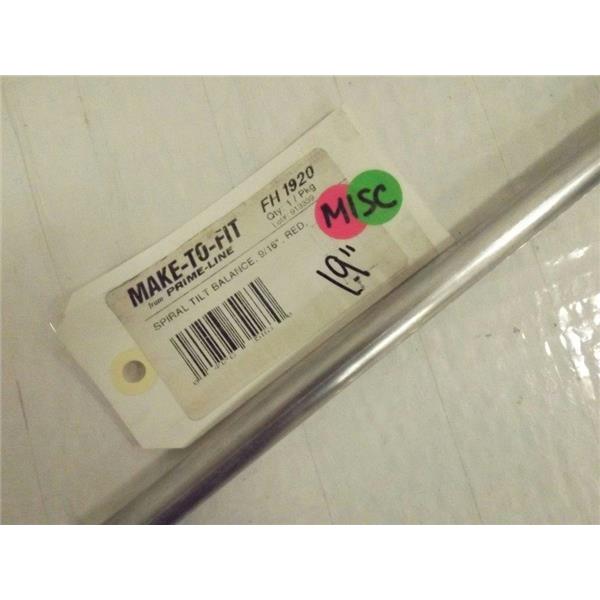 MAKE-TO-FIT
from PRIME-LINE
FH 1920
Qty. 1 / Pkg
SPIRAL TILT BALANCE, 9/16", RED,
MISC
19"